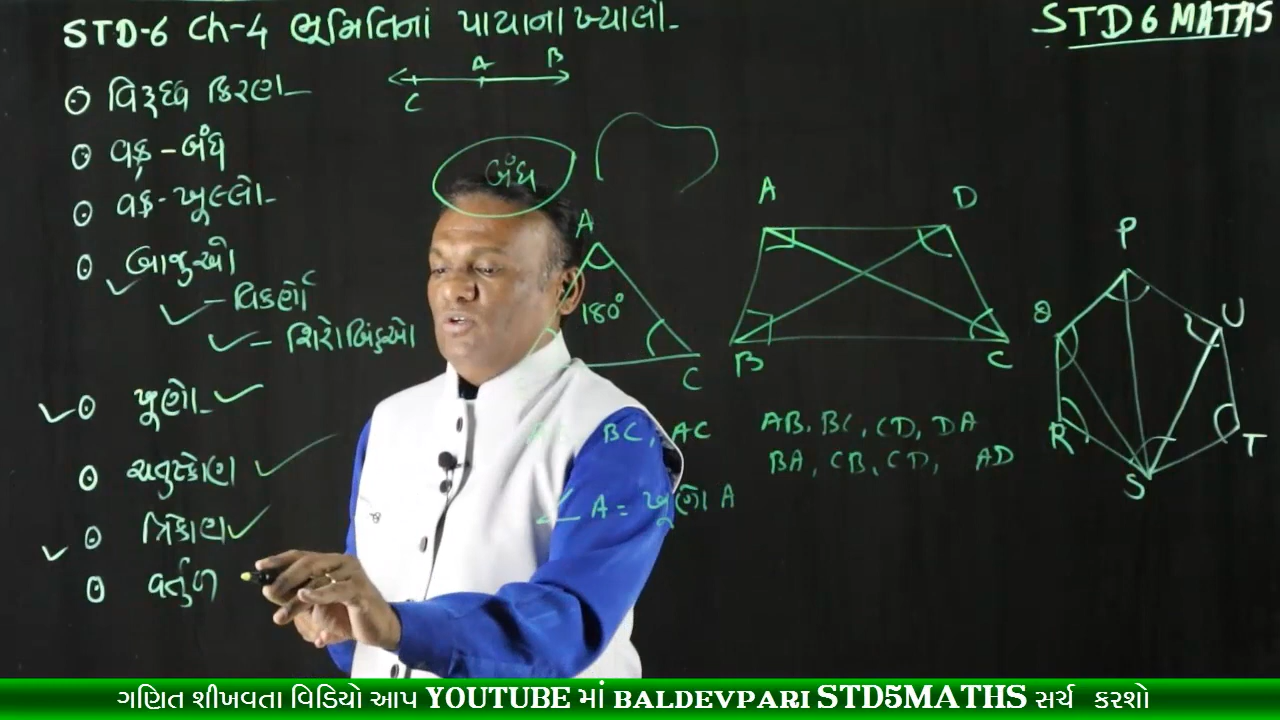 STD-6 Ch-4 ભૂમિતિનાં પાયાના ખ્યાલો-
STD 6 MATHS
વિરૂધ્ધ કિરણ-
C A B
વક્ર - બંધ
બંધ
વક્ર - ખુલ્લો-
બાજુઓ
- વિકર્ણો
- શિરોબિંદુઓ
ખૂણો-
ચતુષ્કોણ
ત્રિકોણ
વર્તુળ
A
180°
C
BC, AC
∠ A = ખૂણો A
A D
B C
AB, BC, CD, DA
BA, CB, CD, AD
P
Q U
R T
S
ગણિત શીખવતા વિડિયો આપ YOUTUBE માં BALDEVPARI STD5MATHS સર્ચ કરશો